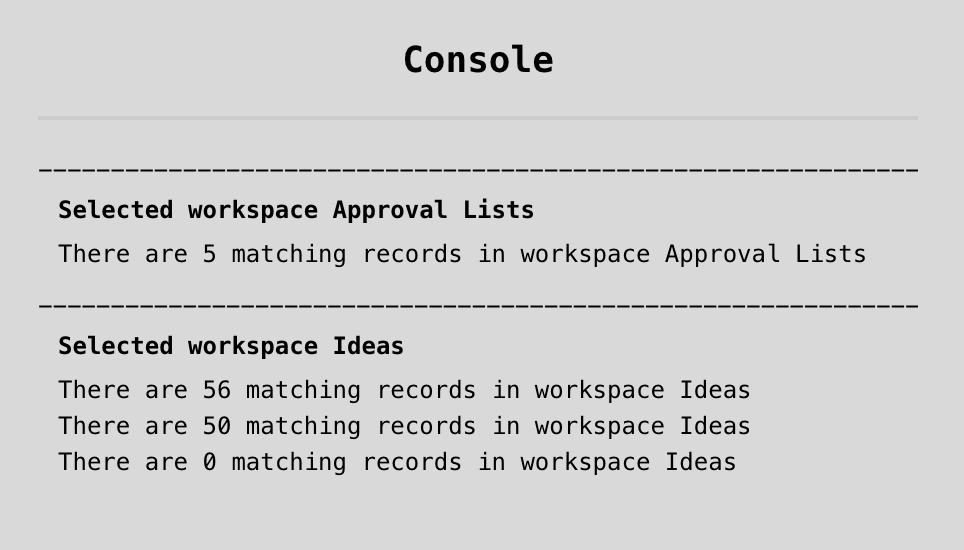 Console
Selected workspace Approval Lists
There are 5 matching records in workspace Approval Lists
Selected workspace Ideas
There are 56 matching records in workspace Ideas
There are 50 matching records in workspace Ideas
There are 0 matching records in workspace Ideas